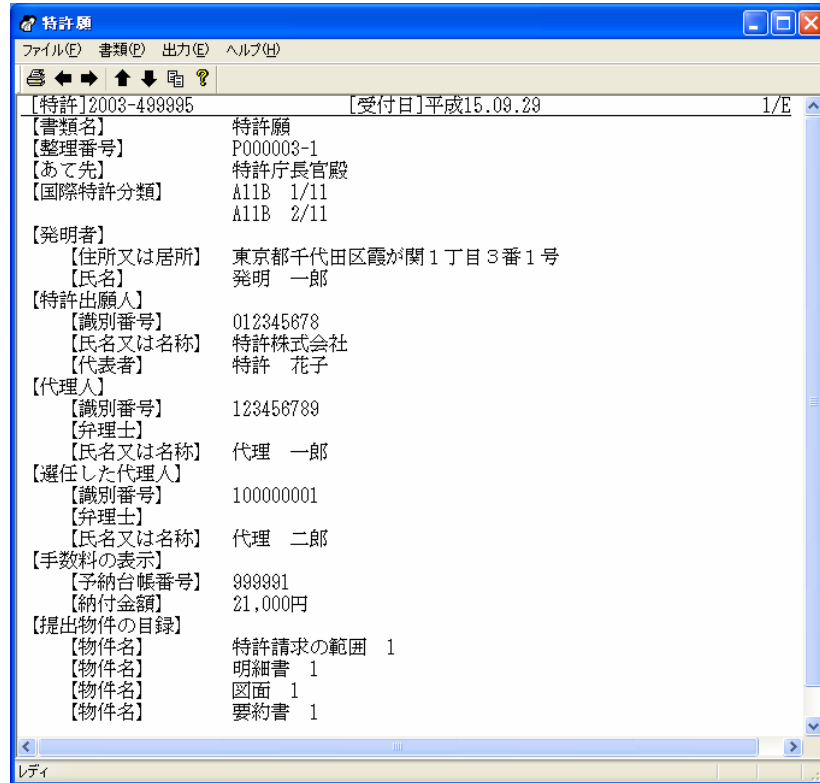 特許願
ファイル(F) 書類(P) 出力(E) ヘルプ(H)
[特許]2003-499995 [受付日]平成15.09.29 1/E
【書類名】 特許願
【整理番号】 P000003-1
【あて先】 特許庁長官殿
【国際特許分類】 A11B 1/11
A11B 2/11
【発明者】
【住所又は居所】 東京都千代田区霞が関１丁目３番１号
【氏名】 発明 一郎
【特許出願人】
【識別番号】 012345678
【氏名又は名称】 特許株式会社
【代表者】 特許 花子
【代理人】
【識別番号】 123456789
【弁理士】
【氏名又は名称】 代理 一郎
【選任した代理人】
【識別番号】 100000001
【弁理士】
【氏名又は名称】 代理 二郎
【手数料の表示】
【予納台帳番号】 999991
【納付金額】 21,000円
【提出物件の目録】
【物件名】 特許請求の範囲 1
【物件名】 明細書 1
【物件名】 図面 1
【物件名】 要約書 1
レディ